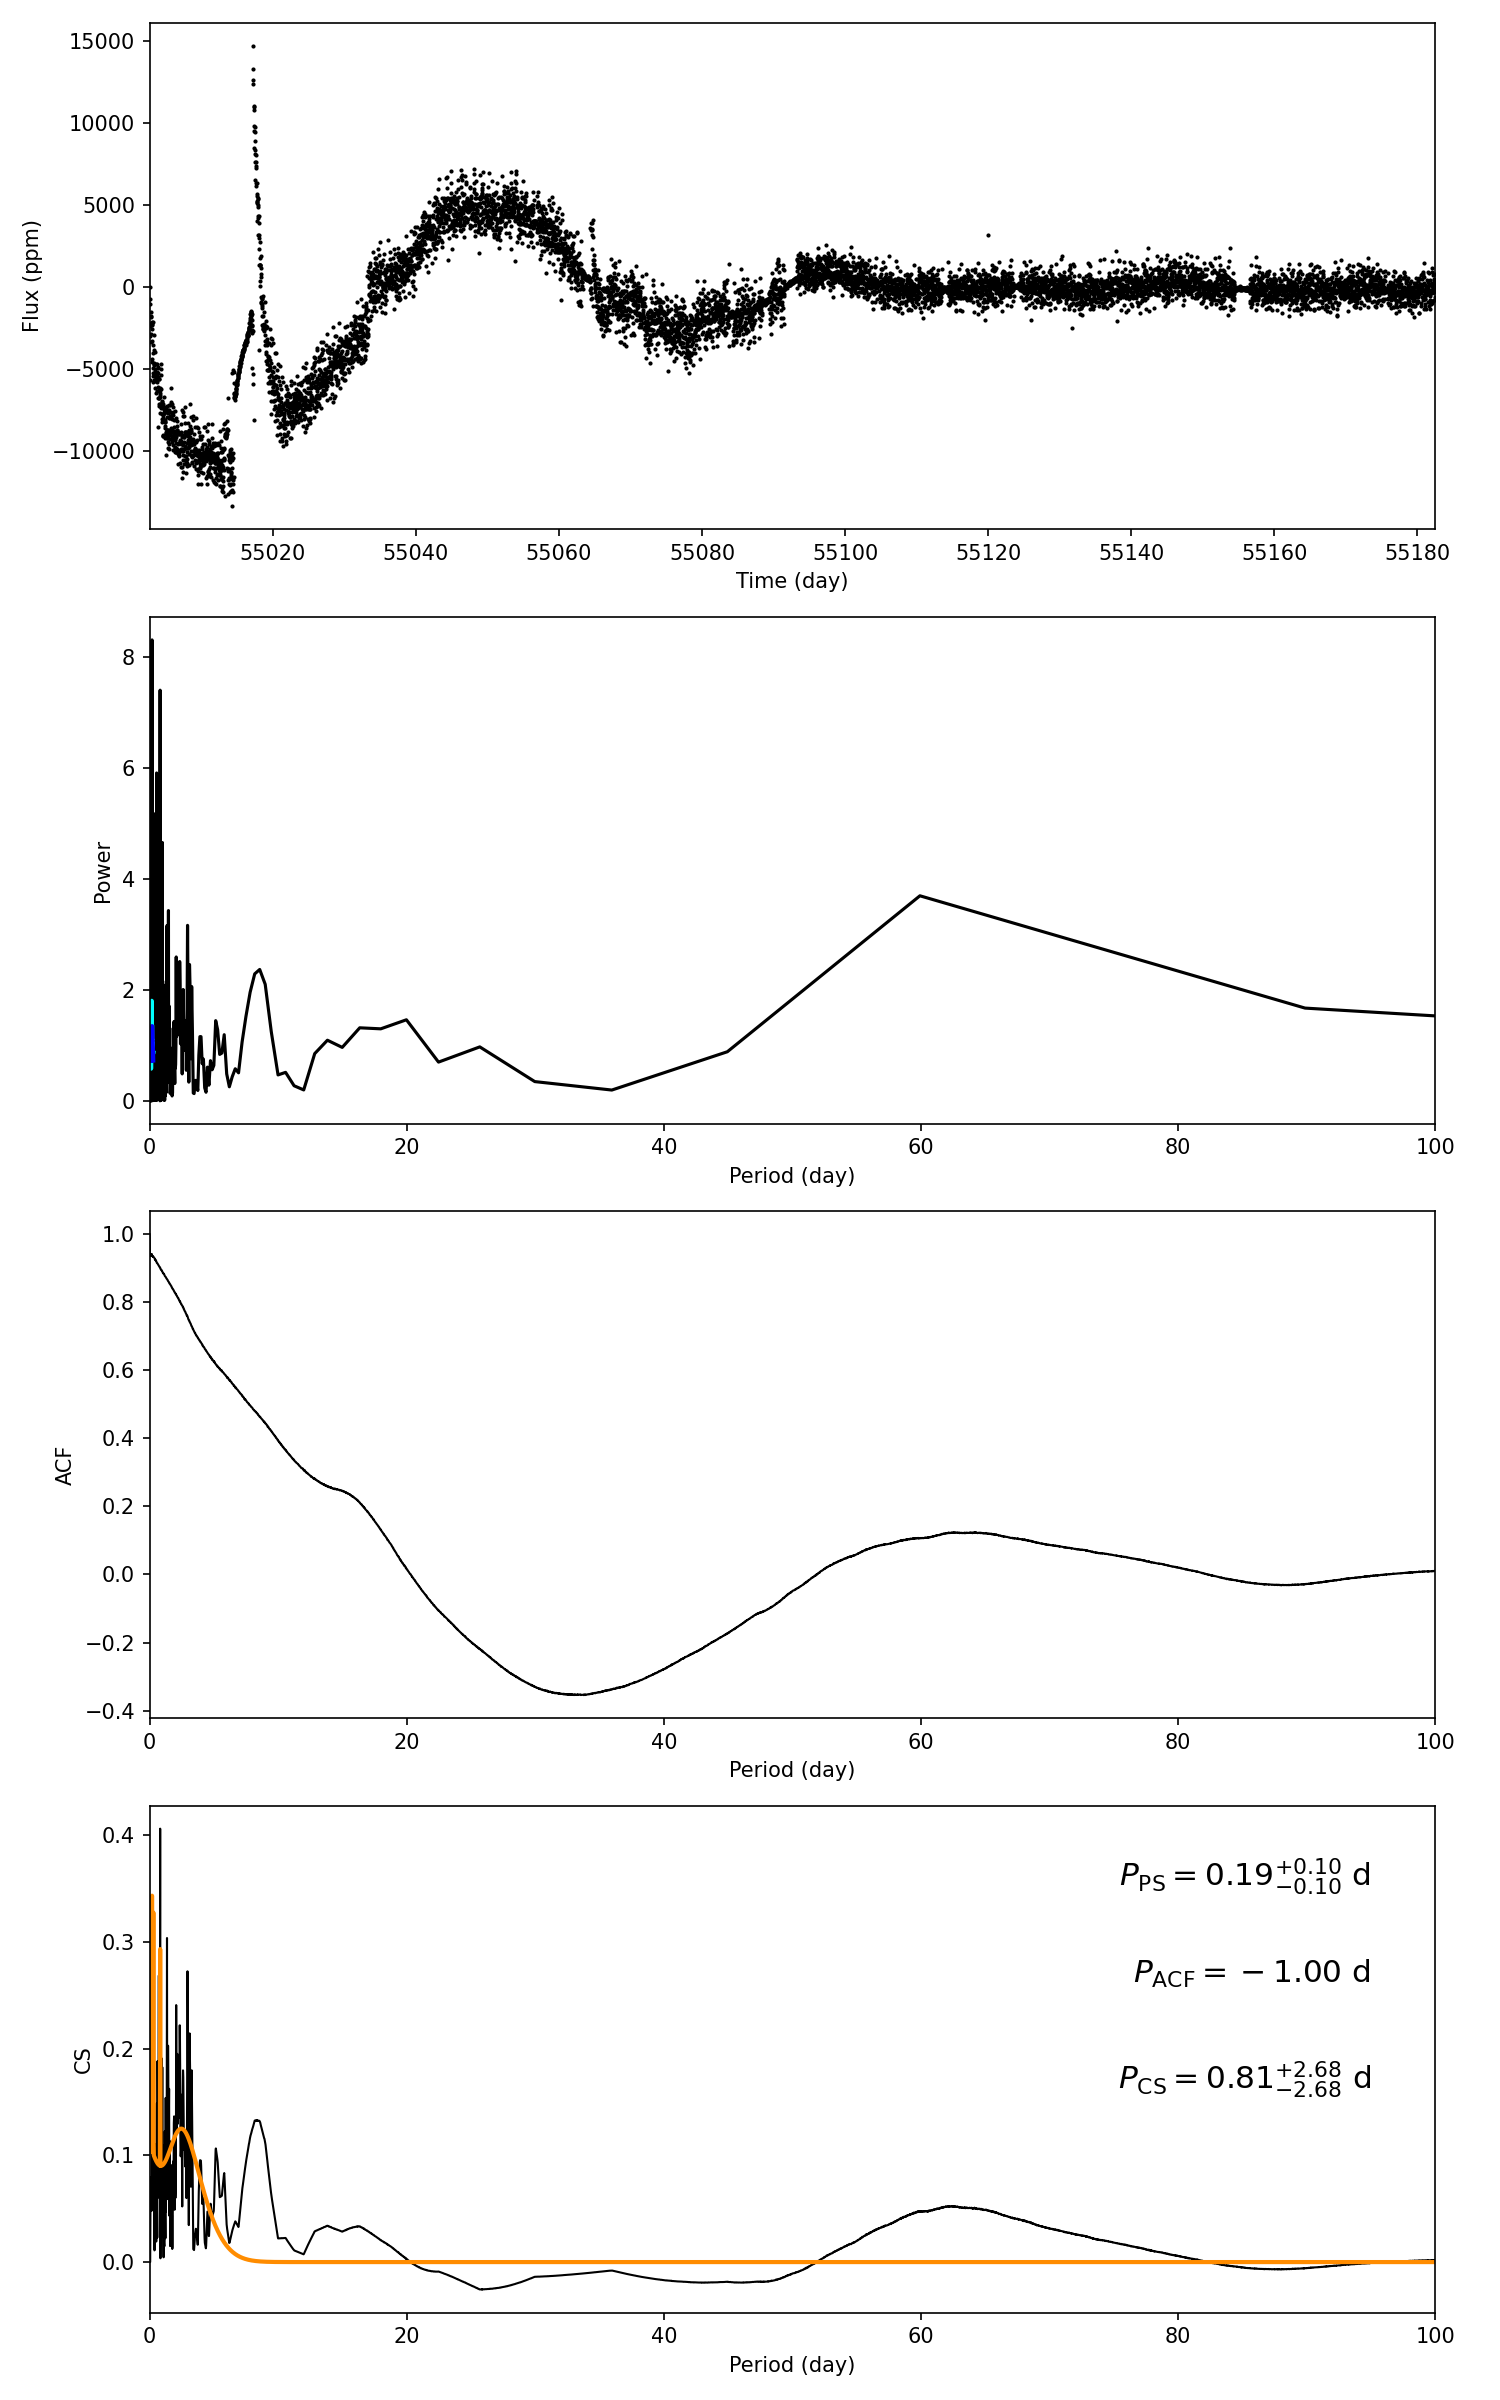 15000
10000
5000
0
−5000
−10000
Flux (ppm)
55020 55040 55060 55080 55100 55120 55140 55160 55180
Time (day)
8
6
4
2
0
Power
0 20 40 60 80 100
Period (day)
1.0
0.8
0.6
0.4
0.2
0.0
−0.2
−0.4
ACF
0 20 40 60 80 100
Period (day)
0.4
0.3
0.2
0.1
0.0
CS
P_PS = 0.19 +0.10 −0.10 d
P_ACF = −1.00 d
P_CS = 0.81 +2.68 −2.68 d
0 20 40 60 80 100
Period (day)